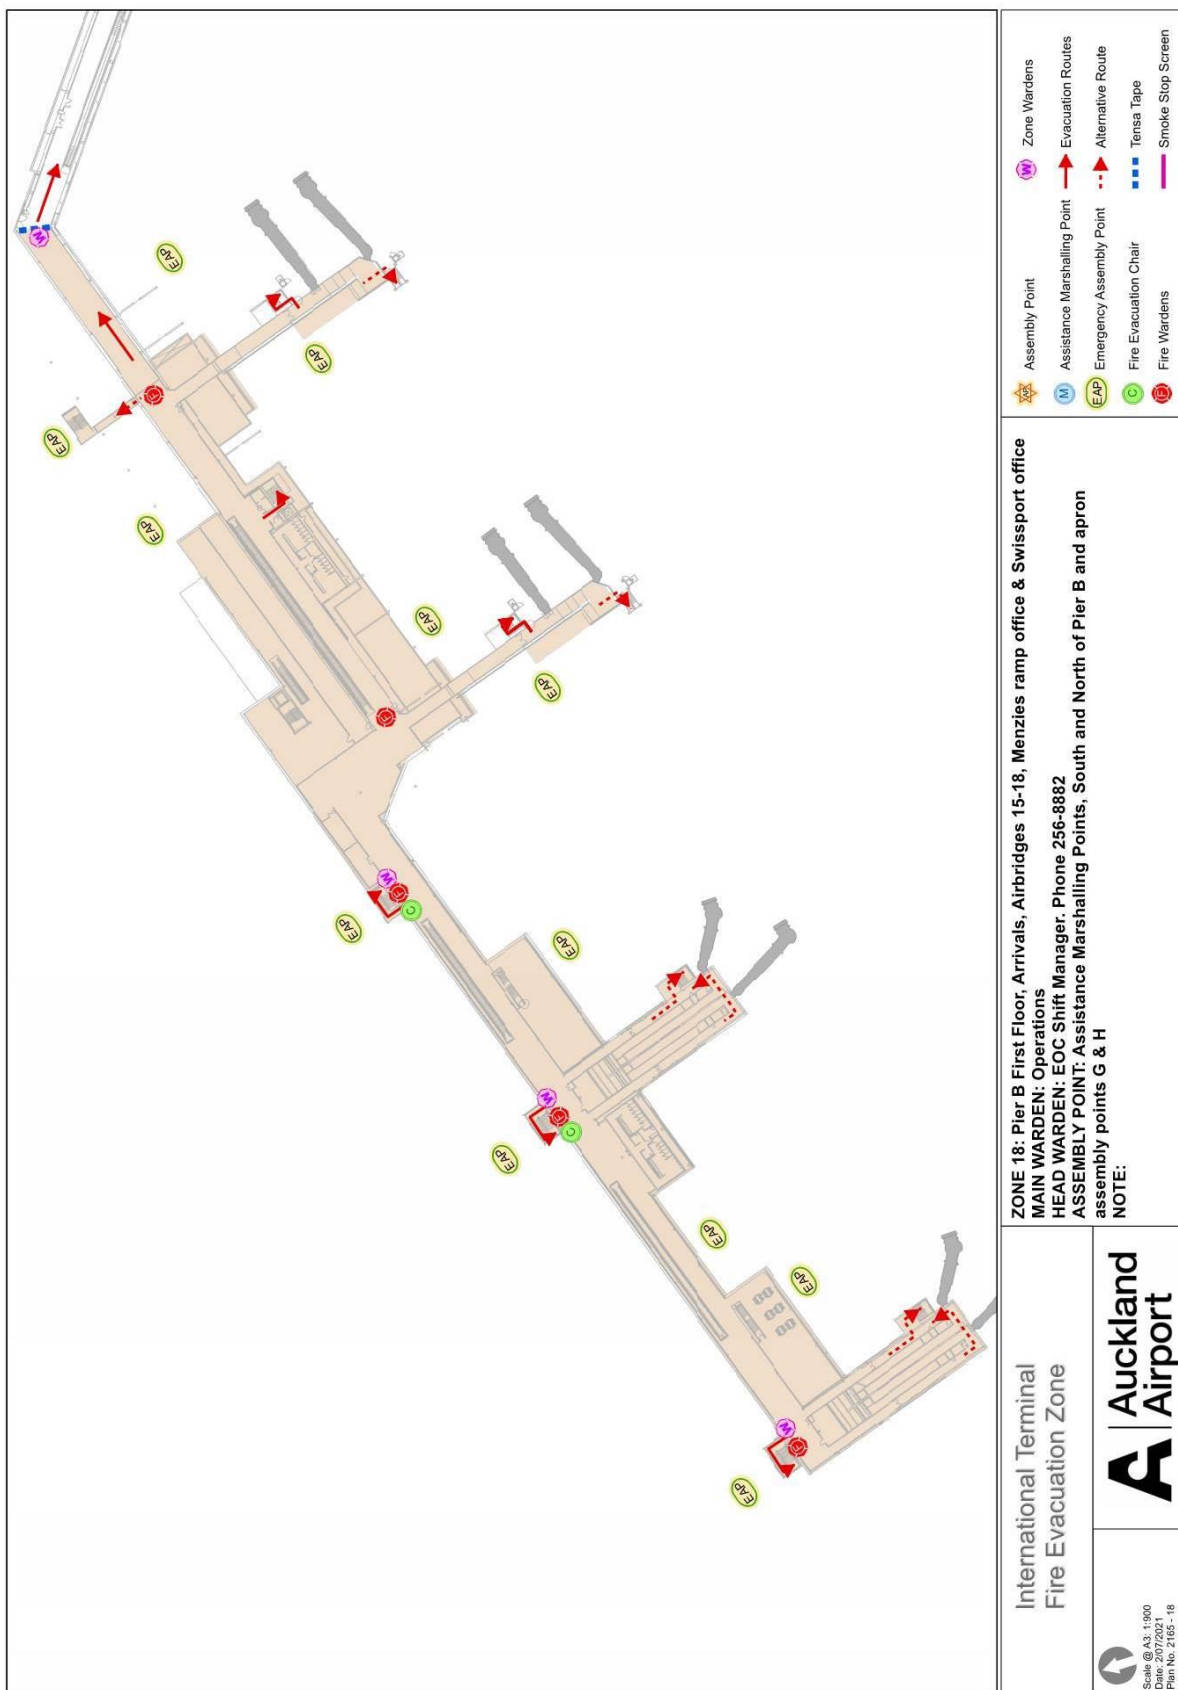 EAP
EAP
EAP
EAP
EAP
EAP
EAP
EAP
EAP
EAP
EAP
EAP
EAP
W
W
W
W
F
F
F
F
F
C
C
International Terminal
Fire Evacuation Zone
Scale @ A3: 1:900
Date: 2/07/2021
Plan No. 2165 - 18
Auckland
Airport
ZONE 18: Pier B First Floor, Arrivals, Airbridges 15-18, Menzies ramp office & Swissport office
MAIN WARDEN: Operations
HEAD WARDEN: EOC Shift Manager. Phone 256-8882
ASSEMBLY POINT: Assistance Marshalling Points, South and North of Pier B and apron
assembly points G & H
NOTE:
AP Assembly Point
M Assistance Marshalling Point
EAP Emergency Assembly Point
C Fire Evacuation Chair
F Fire Wardens
W Zone Wardens
Evacuation Routes
Alternative Route
Tensa Tape
Smoke Stop Screen